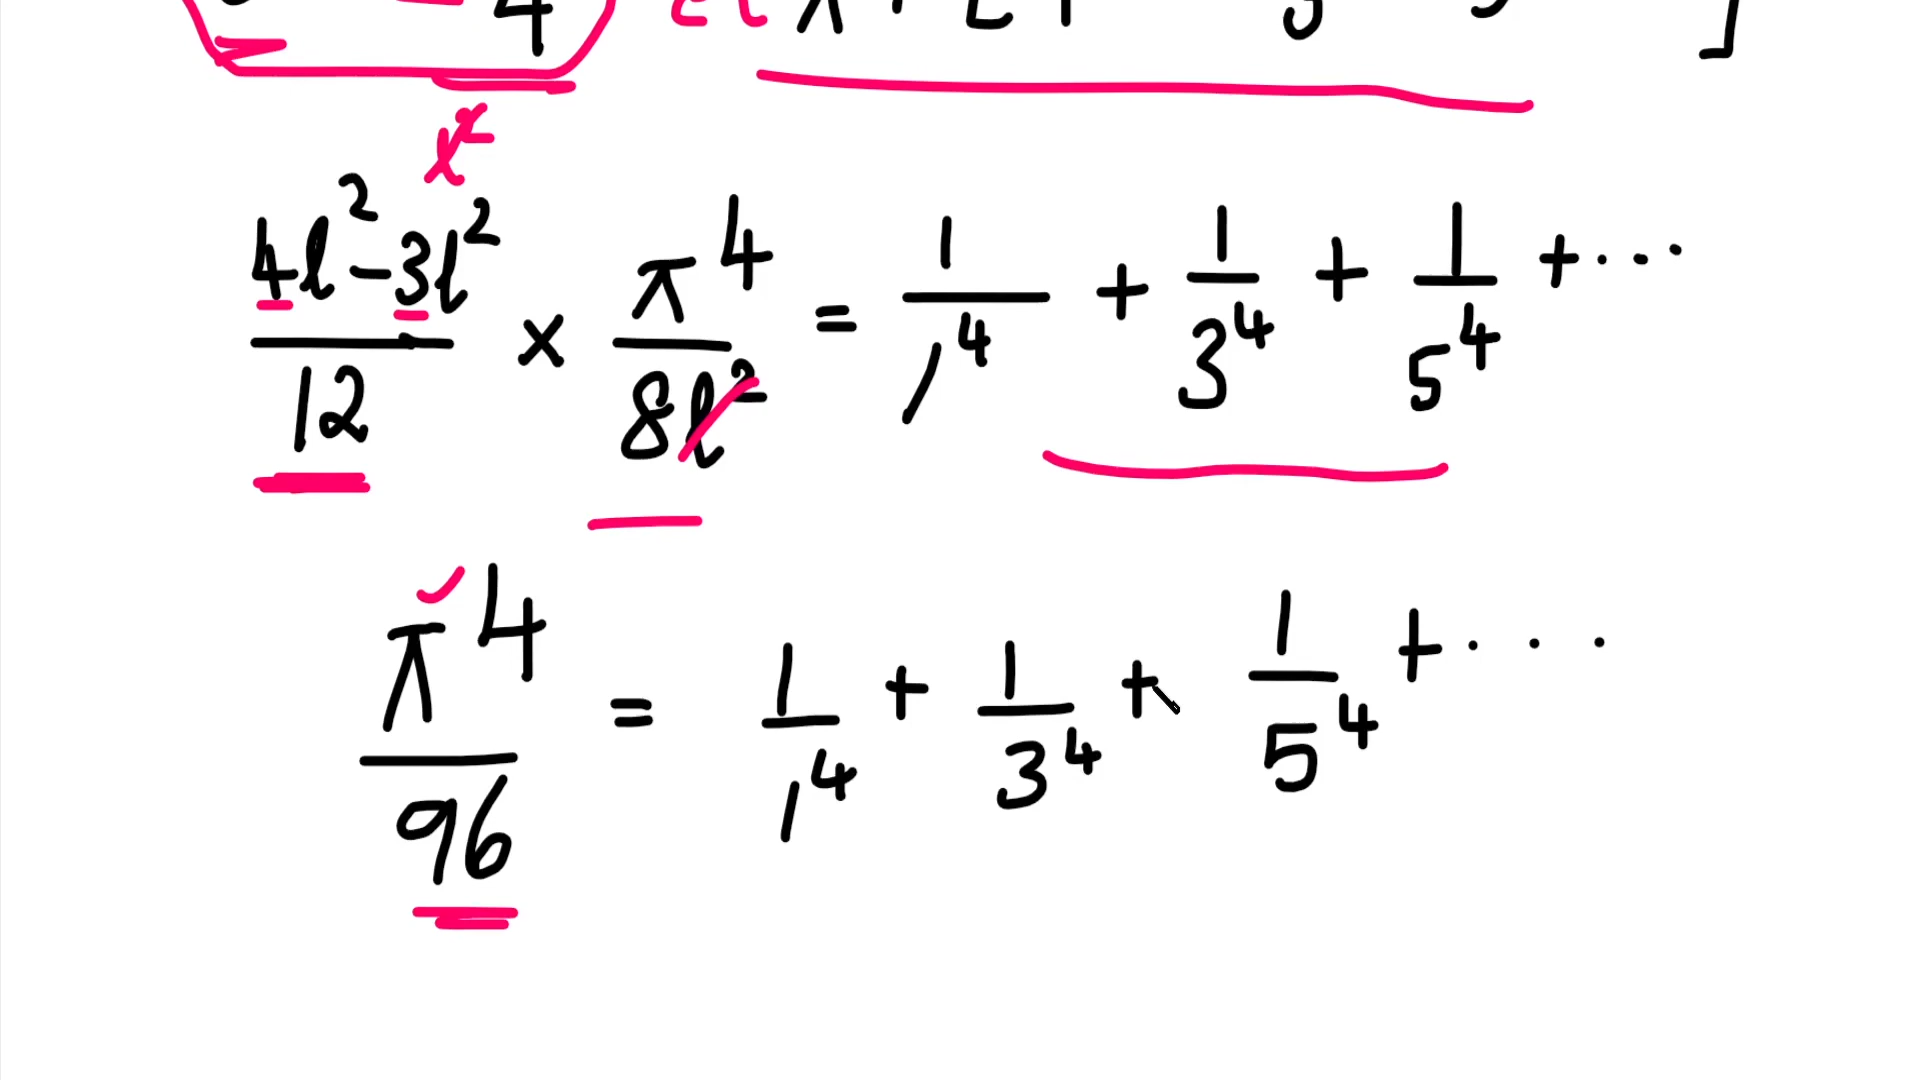 l²
(4l² - 3l²)/12 × π⁴/(8l²) = 1/1⁴ + 1/3⁴ + 1/5⁴ + ...
π⁴/96 = 1/1⁴ + 1/3⁴ + 1/5⁴ + . . .